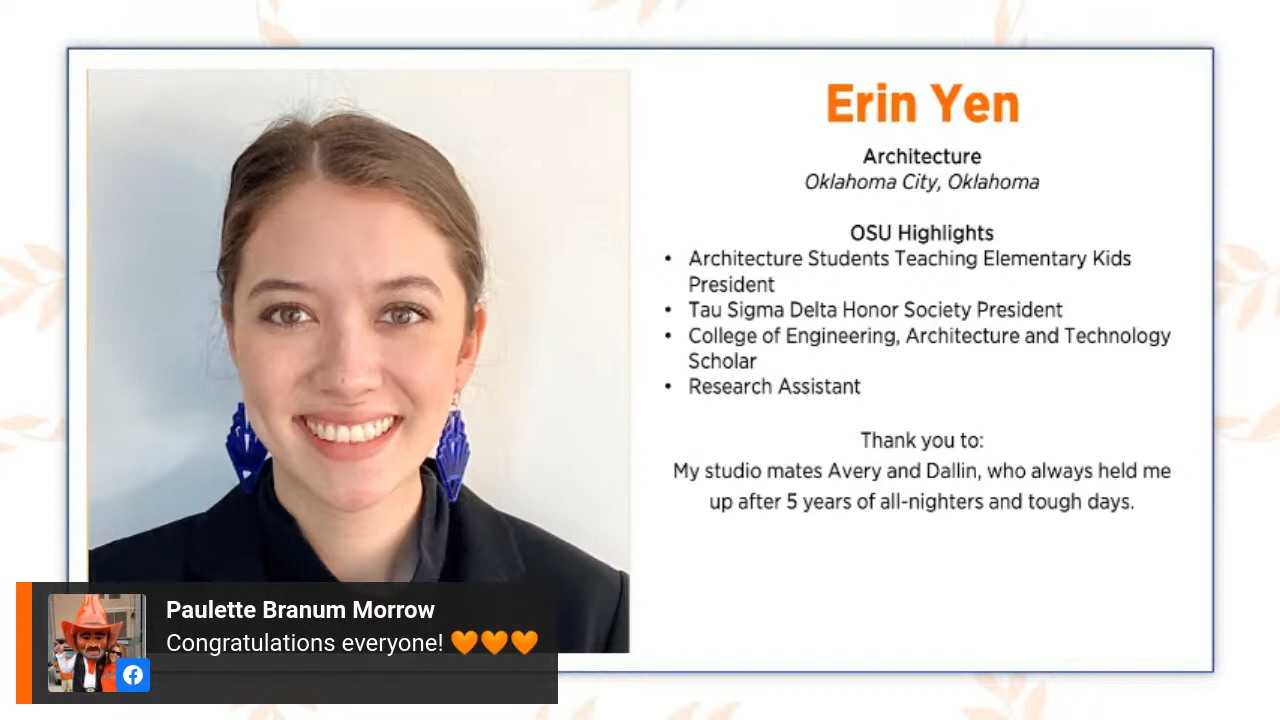 Erin Yen
Architecture
Oklahoma City, Oklahoma
OSU Highlights
• Architecture Students Teaching Elementary Kids
President
• Tau Sigma Delta Honor Society President
• College of Engineering, Architecture and Technology
Scholar
• Research Assistant
Thank you to:
My studio mates Avery and Dallin, who always held me
up after 5 years of all-nighters and tough days.
Paulette Branum Morrow
Congratulations everyone! 🧡🧡🧡